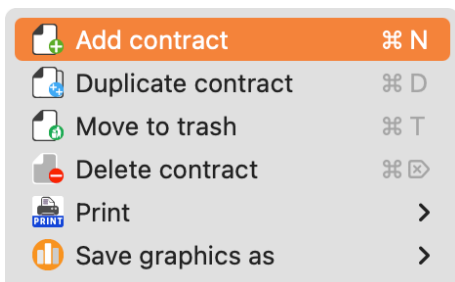 Add contract ⌘ N
Duplicate contract ⌘ D
Move to trash ⌘ T
Delete contract ⌘ ⌦
PRINT Print >
Save graphics as >